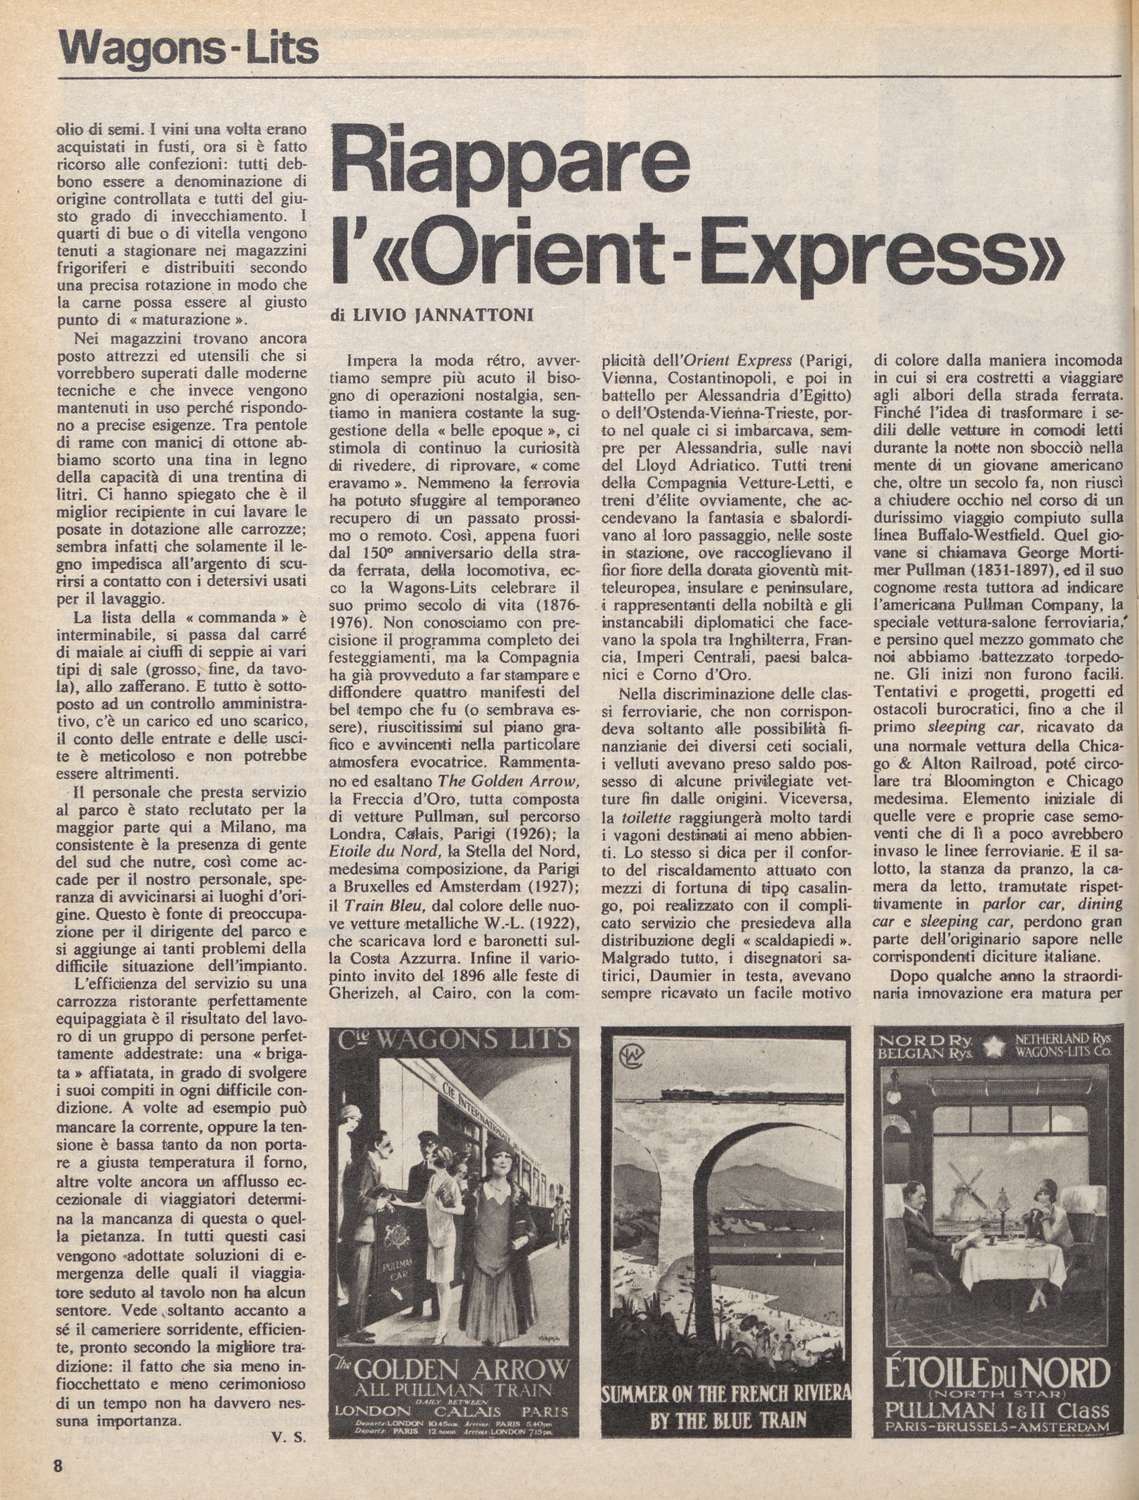 Wagons-Lits
olio di semi. I vini una volta erano
acquistati in fusti, ora si è fatto
ricorso alle confezioni: tutti deb-
bono essere a denominazione di
origine controllata e tutti del giu-
sto grado di invecchiamento. I
quarti di bue o di vitella vengono
tenuti a stagionare nei magazzini
frigoriferi e distribuiti secondo
una precisa rotazione in modo che
la carne possa essere al giusto
punto di « maturazione ».
Nei magazzini trovano ancora
posto attrezzi ed utensili che si
vorrebbero superati dalle moderne
tecniche e che invece vengono
mantenuti in uso perché rispondo-
no a precise esigenze. Tra pentole
di rame con manici di ottone ab-
biamo scorto una tina in legno
della capacità di una trentina di
litri. Ci hanno spiegato che è il
miglior recipiente in cui lavare le
posate in dotazione alle carrozze;
sembra infatti che solamente il le-
gno impedisca all'argento di scu-
rirsi a contatto con i detersivi usati
per il lavaggio.
La lista della « commanda » è
interminabile, si passa dal carré
di maiale ai ciuffi di seppie ai vari
tipi di sale (grosso, fine, da tavo-
la), allo zafferano. E tutto è sotto-
posto ad un controllo amministra-
tivo, c'è un carico ed uno scarico,
il conto delle entrate e delle usci-
te è meticoloso e non potrebbe
essere altrimenti.
Il personale che presta servizio
al parco è stato reclutato per la
maggior parte qui a Milano, ma
consistente è la presenza di gente
del sud che nutre, così come ac-
cade per il nostro personale, spe-
ranza di avvicinarsi ai luoghi d'ori-
gine. Questo è fonte di preoccupa-
zione per il dirigente del parco e
si aggiunge ai tanti problemi della
difficile situazione dell'impianto.
L'efficienza del servizio su una
carrozza ristorante perfettamente
equipaggiata è il risultato del lavo-
ro di un gruppo di persone perfet-
tamente addestrate: una « briga-
ta » affiatata, in grado di svolgere
i suoi compiti in ogni difficile con-
dizione. A volte ad esempio può
mancare la corrente, oppure la ten-
sione è bassa tanto da non porta-
re a giusta temperatura il forno,
altre volte ancora un afflusso ec-
cezionale di viaggiatori determi-
na la mancanza di questa o quel-
la pietanza. In tutti questi casi
vengono adottate soluzioni di e-
mergenza delle quali il viaggia-
tore seduto al tavolo non ha alcun
sentore. Vede soltanto accanto a
sé il cameriere sorridente, efficien-
te, pronto secondo la migliore tra-
dizione: il fatto che sia meno in-
fiocchettato e meno cerimonioso
di un tempo non ha davvero nes-
suna importanza.
V. S.
Riappare
l'«Orient-Express»
di LIVIO JANNATTONI
Impera la moda rétro, avver-
tiamo sempre più acuto il biso-
gno di operazioni nostalgia, sen-
tiamo in maniera costante la sug-
gestione della « belle epoque », ci
stimola di continuo la curiosità
di rivedere, di riprovare, « come
eravamo ». Nemmeno la ferrovia
ha potuto sfuggire al temporaneo
recupero di un passato prossi-
mo o remoto. Così, appena fuori
dal 150° anniversario della stra-
da ferrata, della locomotiva, ec-
co la Wagons-Lits celebrare il
suo primo secolo di vita (1876-
1976). Non conosciamo con pre-
cisione il programma completo dei
festeggiamenti, ma la Compagnia
ha già provveduto a far stampare e
diffondere quattro manifesti del
bel tempo che fu (o sembrava es-
sere), riuscitissimi sul piano gra-
fico e avvincenti nella particolare
atmosfera evocatrice. Rammenta-
no ed esaltano The Golden Arrow,
la Freccia d'Oro, tutta composta
di vetture Pullman, sul percorso
Londra, Calais, Parigi (1926); la
Etoile du Nord, la Stella del Nord,
medesima composizione, da Parigi
a Bruxelles ed Amsterdam (1927);
il Train Bleu, dal colore delle nuo-
ve vetture metalliche W.-L. (1922),
che scaricava lord e baronetti sul-
la Costa Azzurra. Infine il vario-
pinto invito del 1896 alle feste di
Gherizeh, al Cairo, con la com-
plicità dell'Orient Express (Parigi,
Vienna, Costantinopoli, e poi in
battello per Alessandria d'Egitto)
o dell'Ostenda-Vienna-Trieste, por-
to nel quale ci si imbarcava, sem-
pre per Alessandria, sulle navi
del Lloyd Adriatico. Tutti treni
della Compagnia Vetture-Letti, e
treni d'élite ovviamente, che ac-
cendevano la fantasia e sbalordi-
vano al loro passaggio, nelle soste
in stazione, ove raccoglievano il
fior fiore della dorata gioventù mit-
teleuropea, insulare e peninsulare,
i rappresentanti della nobiltà e gli
instancabili diplomatici che face-
vano la spola tra Inghilterra, Fran-
cia, Imperi Centrali, paesi balca-
nici e Corno d'Oro.
Nella discriminazione delle clas-
si ferroviarie, che non corrispon-
deva soltanto alle possibilità fi-
nanziarie dei diversi ceti sociali,
i velluti avevano preso saldo pos-
sesso di alcune privilegiate vet-
ture fin dalle origini. Viceversa,
la toilette raggiungerà molto tardi
i vagoni destinati ai meno abbien-
ti. Lo stesso si dica per il confor-
to del riscaldamento attuato con
mezzi di fortuna di tipo casalin-
go, poi realizzato con il compli-
cato servizio che presiedeva alla
distribuzione degli « scaldapiedi ».
Malgrado tutto, i disegnatori sa-
tirici, Daumier in testa, avevano
sempre ricavato un facile motivo
di colore dalla maniera incomoda
in cui si era costretti a viaggiare
agli albori della strada ferrata.
Finché l'idea di trasformare i se-
dili delle vetture in comodi letti
durante la notte non sbocciò nella
mente di un giovane americano
che, oltre un secolo fa, non riuscì
a chiudere occhio nel corso di un
durissimo viaggio compiuto sulla
linea Buffalo-Westfield. Quel gio-
vane si chiamava George Morti-
mer Pullman (1831-1897), ed il suo
cognome resta tuttora ad indicare
l'americana Pullman Company, la
speciale vettura-salone ferroviaria,
e persino quel mezzo gommato che
noi abbiamo battezzato torpedo-
ne. Gli inizi non furono facili.
Tentativi e progetti, progetti ed
ostacoli burocratici, fino a che il
primo sleeping car, ricavato da
una normale vettura della Chica-
go & Alton Railroad, poté circo-
lare tra Bloomington e Chicago
medesima. Elemento iniziale di
quelle vere e proprie case semo-
venti che di lì a poco avrebbero
invaso le linee ferroviarie. E il sa-
lotto, la stanza da pranzo, la ca-
mera da letto, tramutate rispet-
tivamente in parlor car, dining
car e sleeping car, perdono gran
parte dell'originario sapore nelle
corrispondenti diciture italiane.
Dopo qualche anno la straordi-
naria innovazione era matura per
Cie WAGONS LITS
CIE INTERNATIONALE
PULLMAN
CAR
The
GOLDEN ARROW
ALL PULLMAN TRAIN
DAILY BETWEEN
LONDON CALAIS PARIS
Departs LONDON 10.45am Arrives PARIS 5.40pm
Departs PARIS 12 noon Arrives LONDON 7.15pm
WL
SUMMER ON THE FRENCH RIVIERA
BY THE BLUE TRAIN
NORD Ry.
BELGIAN Rys.
NETHERLAND Rys
WAGONS-LITS Co.
ÉTOILE DU NORD
(NORTH STAR)
PULLMAN I & II Class
PARIS-BRUSSELS-AMSTERDAM
8